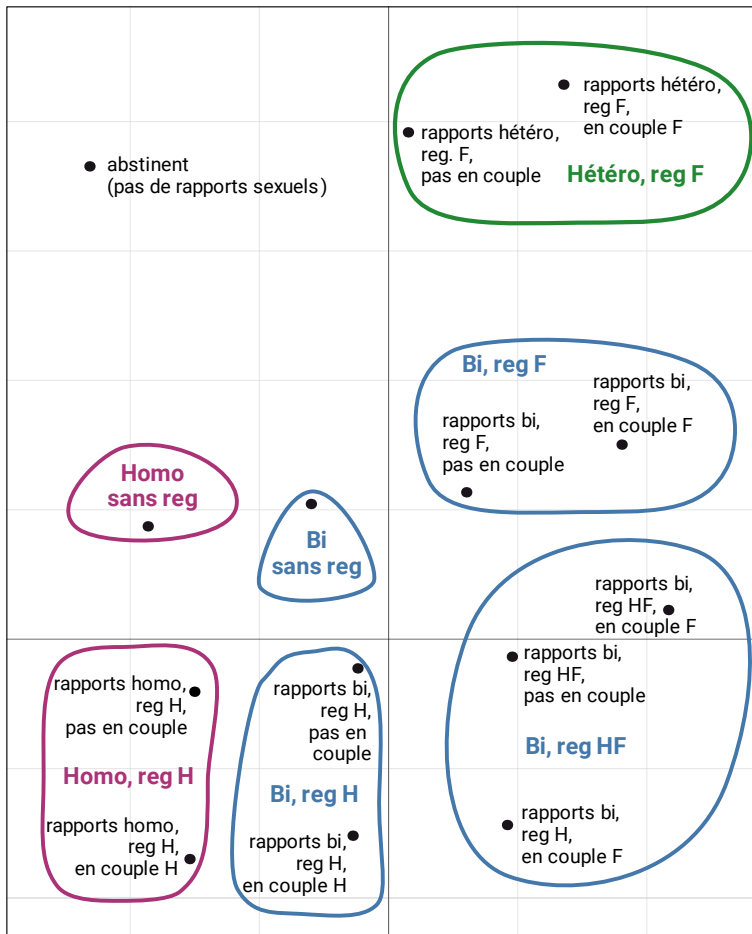 rapports hétéro,
reg F,
en couple F
rapports hétéro,
reg. F,
pas en couple
Hétéro, reg F
abstinent
(pas de rapports sexuels)
Bi, reg F
rapports bi,
reg F,
en couple F
rapports bi,
reg F,
pas en couple
Homo
sans reg
Bi
sans reg
rapports bi,
reg HF,
en couple F
rapports bi,
reg HF,
pas en couple
rapports homo,
reg H,
pas en couple
rapports bi,
reg H,
pas en
couple
Bi, reg HF
Homo, reg H
Bi, reg H
rapports homo,
reg H,
en couple H
rapports bi,
reg H,
en couple H
rapports bi,
reg H,
en couple F